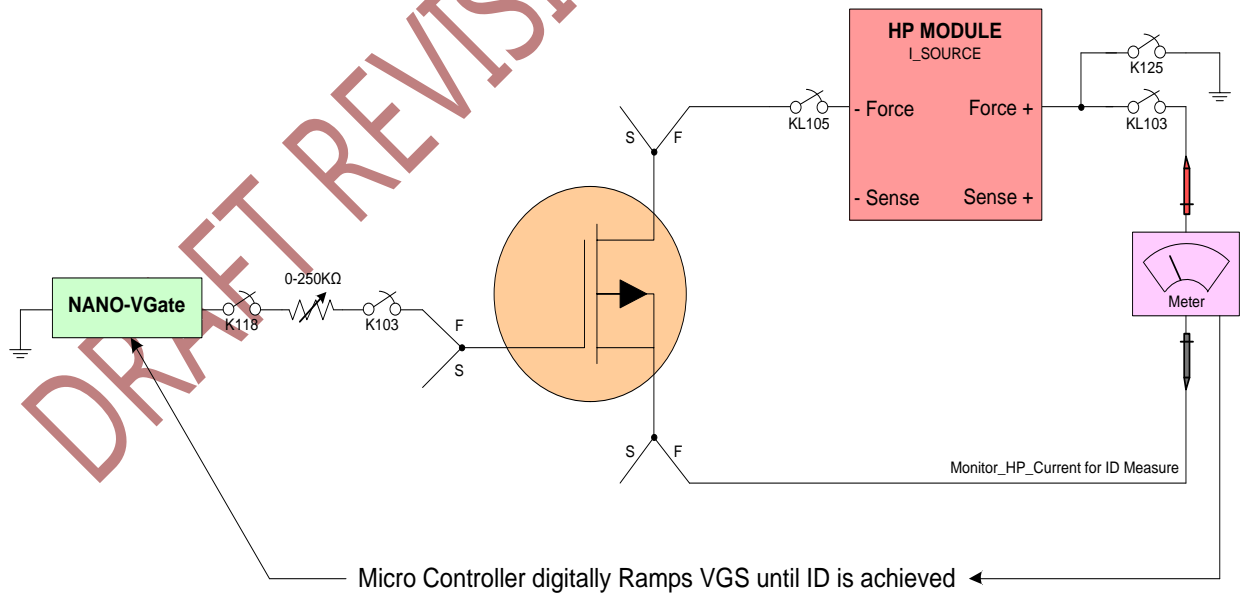 DRAFT REVISI
HP MODULE
I_SOURCE
K125
- Force
Force +
KL105
KL103
S
F
- Sense
Sense +
0-250KΩ
NANO-VGate
K118
K103
F
S
Meter
S
F
Monitor_HP_Current for ID Measure
Micro Controller digitally Ramps VGS until ID is achieved